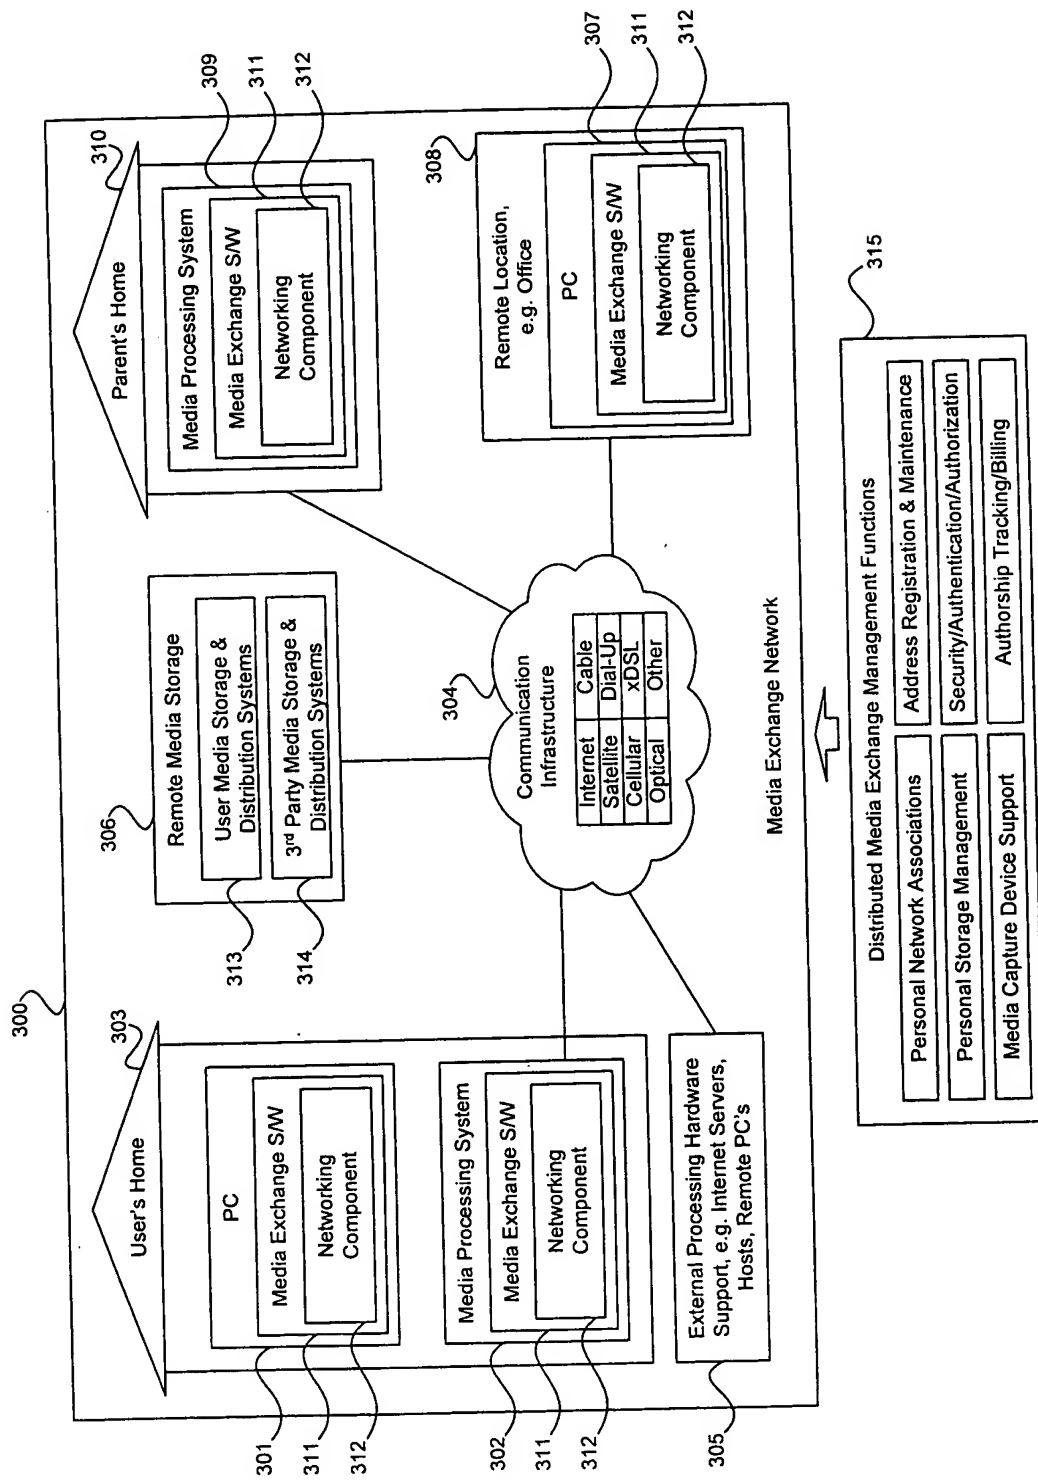 300
303
User's Home
PC
Media Exchange S/W
Networking
Component
301
311
312
Media Processing System
Media Exchange S/W
Networking
Component
302
311
312
External Processing Hardware
Support, e.g. Internet Servers,
Hosts, Remote PC's
305
306
Remote Media Storage
User Media Storage &
Distribution Systems
3rd Party Media Storage &
Distribution Systems
313
314
304
Communication
Infrastructure
Internet Cable
Satellite Dial-Up
Cellular xDSL
Optical Other
310
Parent's Home
Media Processing System
Media Exchange S/W
Networking
Component
309
311
312
308
Remote Location,
e.g. Office
PC
Media Exchange S/W
Networking
Component
307
311
312
Media Exchange Network
315
Distributed Media Exchange Management Functions
Personal Network Associations
Address Registration & Maintenance
Personal Storage Management
Security/Authentication/Authorization
Media Capture Device Support
Authorship Tracking/Billing